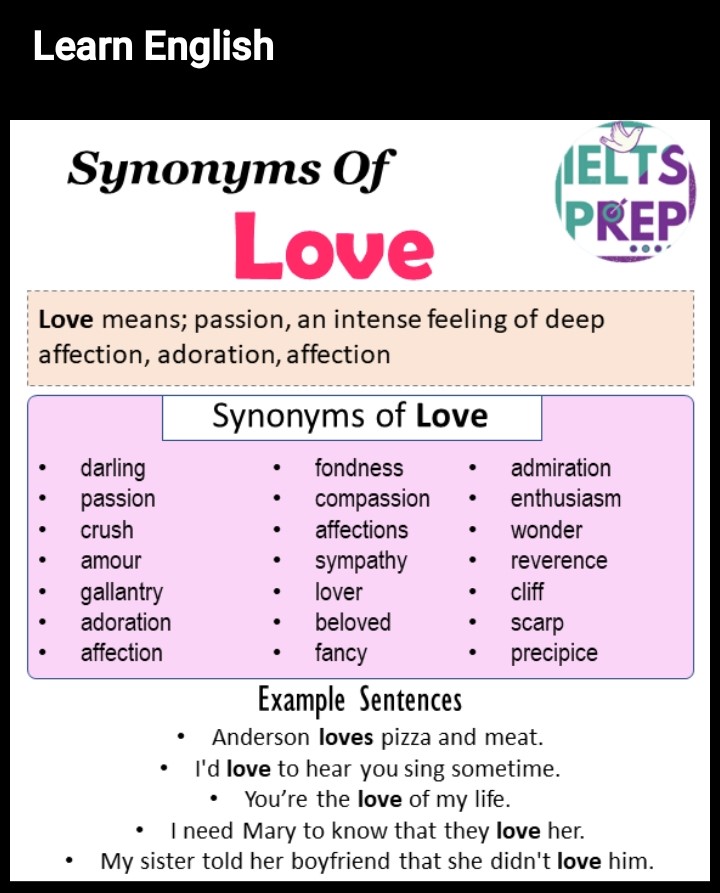 Learn English
Synonyms Of
Love
IELTS
PREP
Love means; passion, an intense feeling of deep
affection, adoration, affection
Synonyms of Love
• darling • fondness • admiration
• passion • compassion • enthusiasm
• crush • affections • wonder
• amour • sympathy • reverence
• gallantry • lover • cliff
• adoration • beloved • scarp
• affection • fancy • precipice
Example Sentences
• Anderson loves pizza and meat.
• I'd love to hear you sing sometime.
• You’re the love of my life.
• I need Mary to know that they love her.
• My sister told her boyfriend that she didn't love him.